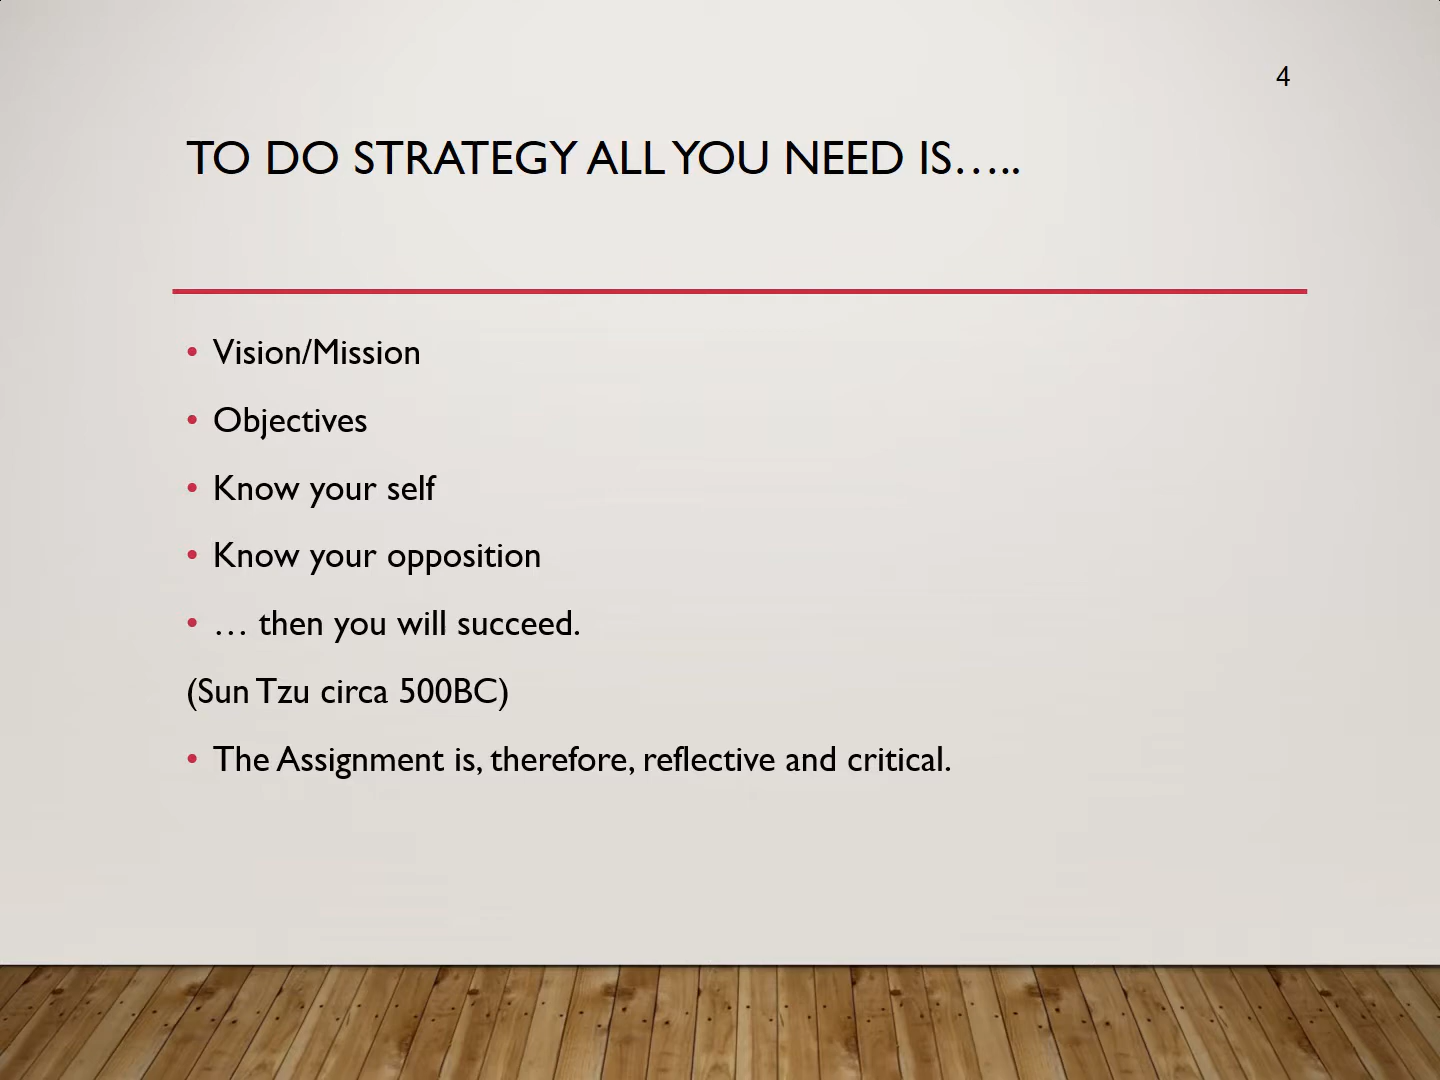 4
TO DO STRATEGY ALL YOU NEED IS…..
• Vision/Mission
• Objectives
• Know your self
• Know your opposition
• … then you will succeed.
(Sun Tzu circa 500BC)
• The Assignment is, therefore, reflective and critical.